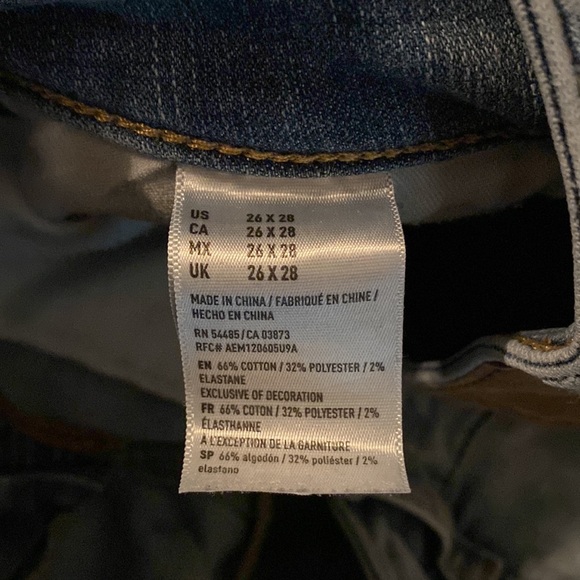 US 26 X 28
CA 26 X 28
MX 26 X 28
UK 26 X 28
MADE IN CHINA / FABRIQUÉ EN CHINE /
HECHO EN CHINA
RN 54485/CA 03873
RFC# AEM120605U9A
EN 66% COTTON / 32% POLYESTER / 2%
ELASTANE
EXCLUSIVE OF DECORATION
FR 66% COTON / 32% POLYESTER / 2%
ÉLASTHANNE
À L'EXCEPTION DE LA GARNITURE
SP 66% algodón / 32% poliéster / 2%
elastano